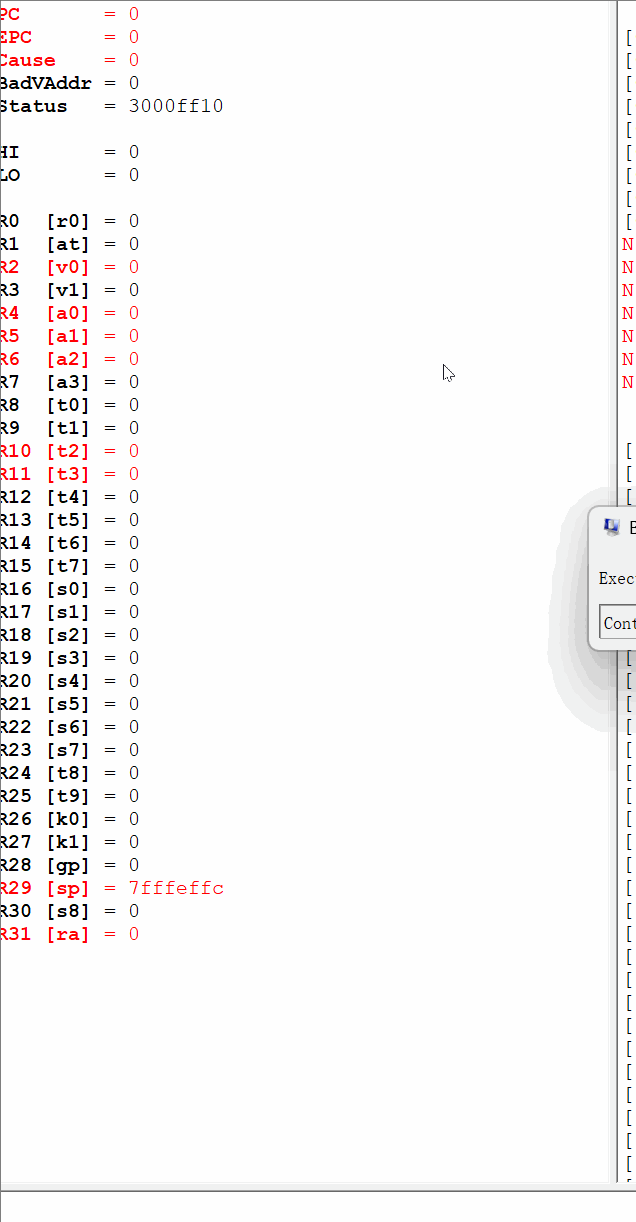 PC       = 0
EPC      = 0
Cause    = 0
BadVAddr = 0
Status   = 3000ff10
HI       = 0
LO       = 0
R0  [r0] = 0
R1  [at] = 0
R2  [v0] = 0
R3  [v1] = 0
R4  [a0] = 0
R5  [a1] = 0
R6  [a2] = 0
R7  [a3] = 0
R8  [t0] = 0
R9  [t1] = 0
R10 [t2] = 0
R11 [t3] = 0
R12 [t4] = 0
R13 [t5] = 0
R14 [t6] = 0
R15 [t7] = 0
R16 [s0] = 0
R17 [s1] = 0
R18 [s2] = 0
R19 [s3] = 0
R20 [s4] = 0
R21 [s5] = 0
R22 [s6] = 0
R23 [s7] = 0
R24 [t8] = 0
R25 [t9] = 0
R26 [k0] = 0
R27 [k1] = 0
R28 [gp] = 0
R29 [sp] = 7fffeffc
R30 [s8] = 0
R31 [ra] = 0
[
[
[
[
[
[
[
[
[
N
N
N
N
N
N
N
[
[
[
Exec
Cont